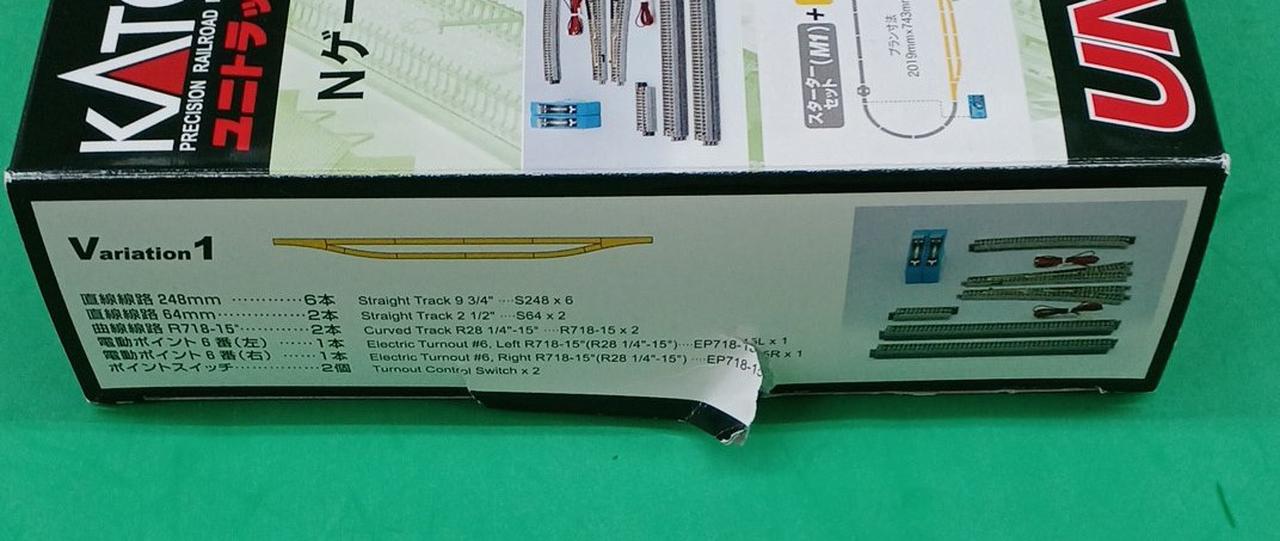 KATO
PRECISION RAILROAD
ユニトラッ
Nゲー
スターター(M1)+
セット
プラン寸法
2019mmx743mm
UN
Variation1
直線線路 248mm ············6本 Straight Track 9 3/4" ····S248 x 6
直線線路 64mm ··············2本 Straight Track 2 1/2" ····S64 x 2
曲線線路 R718-15° ··········2本 Curved Track R28 1/4"-15° ····R718-15 x 2
電動ポイント6番(左) ·····1本 Electric Turnout #6, Left R718-15°(R28 1/4"-15°)····EP718-15L x 1
電動ポイント6番(右) ·····1本 Electric Turnout #6, Right R718-15°(R28 1/4"-15°) ····EP718-15R x 1
ポイントスイッチ··············2個 Turnout Control Switch x 2